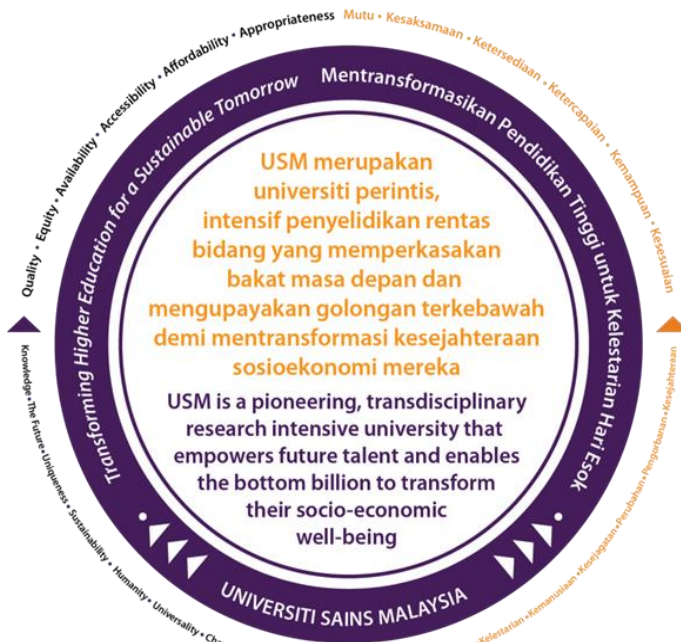 Quality • Equity • Availability • Accessibility • Affordability • Appropriateness
Mutu • Kesaksamaan • Ketersediaan • Ketercapaian • Kemampuan • Kesesuaian
Transforming Higher Education for a Sustainable Tomorrow
Mentransformasikan Pendidikan Tinggi untuk Kelestarian Hari Esok
USM merupakan
universiti perintis,
intensif penyelidikan rentas
bidang yang memperkasakan
bakat masa depan dan
mengupayakan golongan terkebawah
demi mentransformasi kesejahteraan
sosioekonomi mereka
USM is a pioneering, transdisciplinary
research intensive university that
empowers future talent and enables
the bottom billion to transform
their socio-economic
well-being
UNIVERSITI SAINS MALAYSIA
Knowledge • The Future • Uniqueness • Sustainability • Humanity • Universality •
Kelestarian • Kemanusiaan • Kesejagatan • Perubahan • Pengorbanan • Kesejahteraan